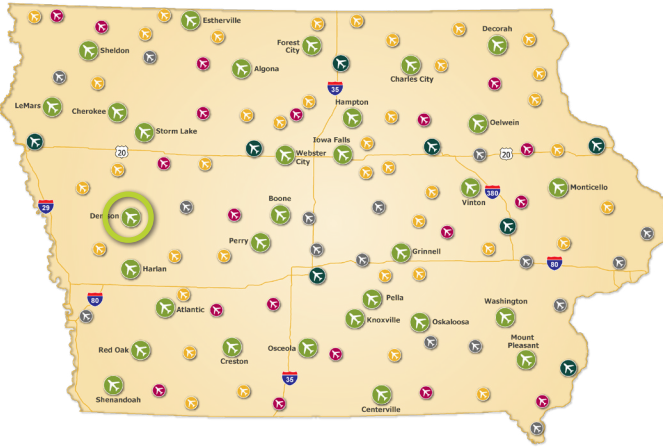 Estherville
Decorah
Forest
City
Sheldon
Algona
Charles City
35
LeMars
Cherokee
Hampton
Storm Lake
Oelwein
Iowa Falls
20
Webster
City
20
29
Denison
Boone
Vinton
380
Monticello
Perry
Grinnell
Harlan
80
80
Atlantic
Pella
Knoxville
Oskaloosa
Washington
Red Oak
Creston
Osceola
Mount
Pleasant
35
Shenandoah
Centerville